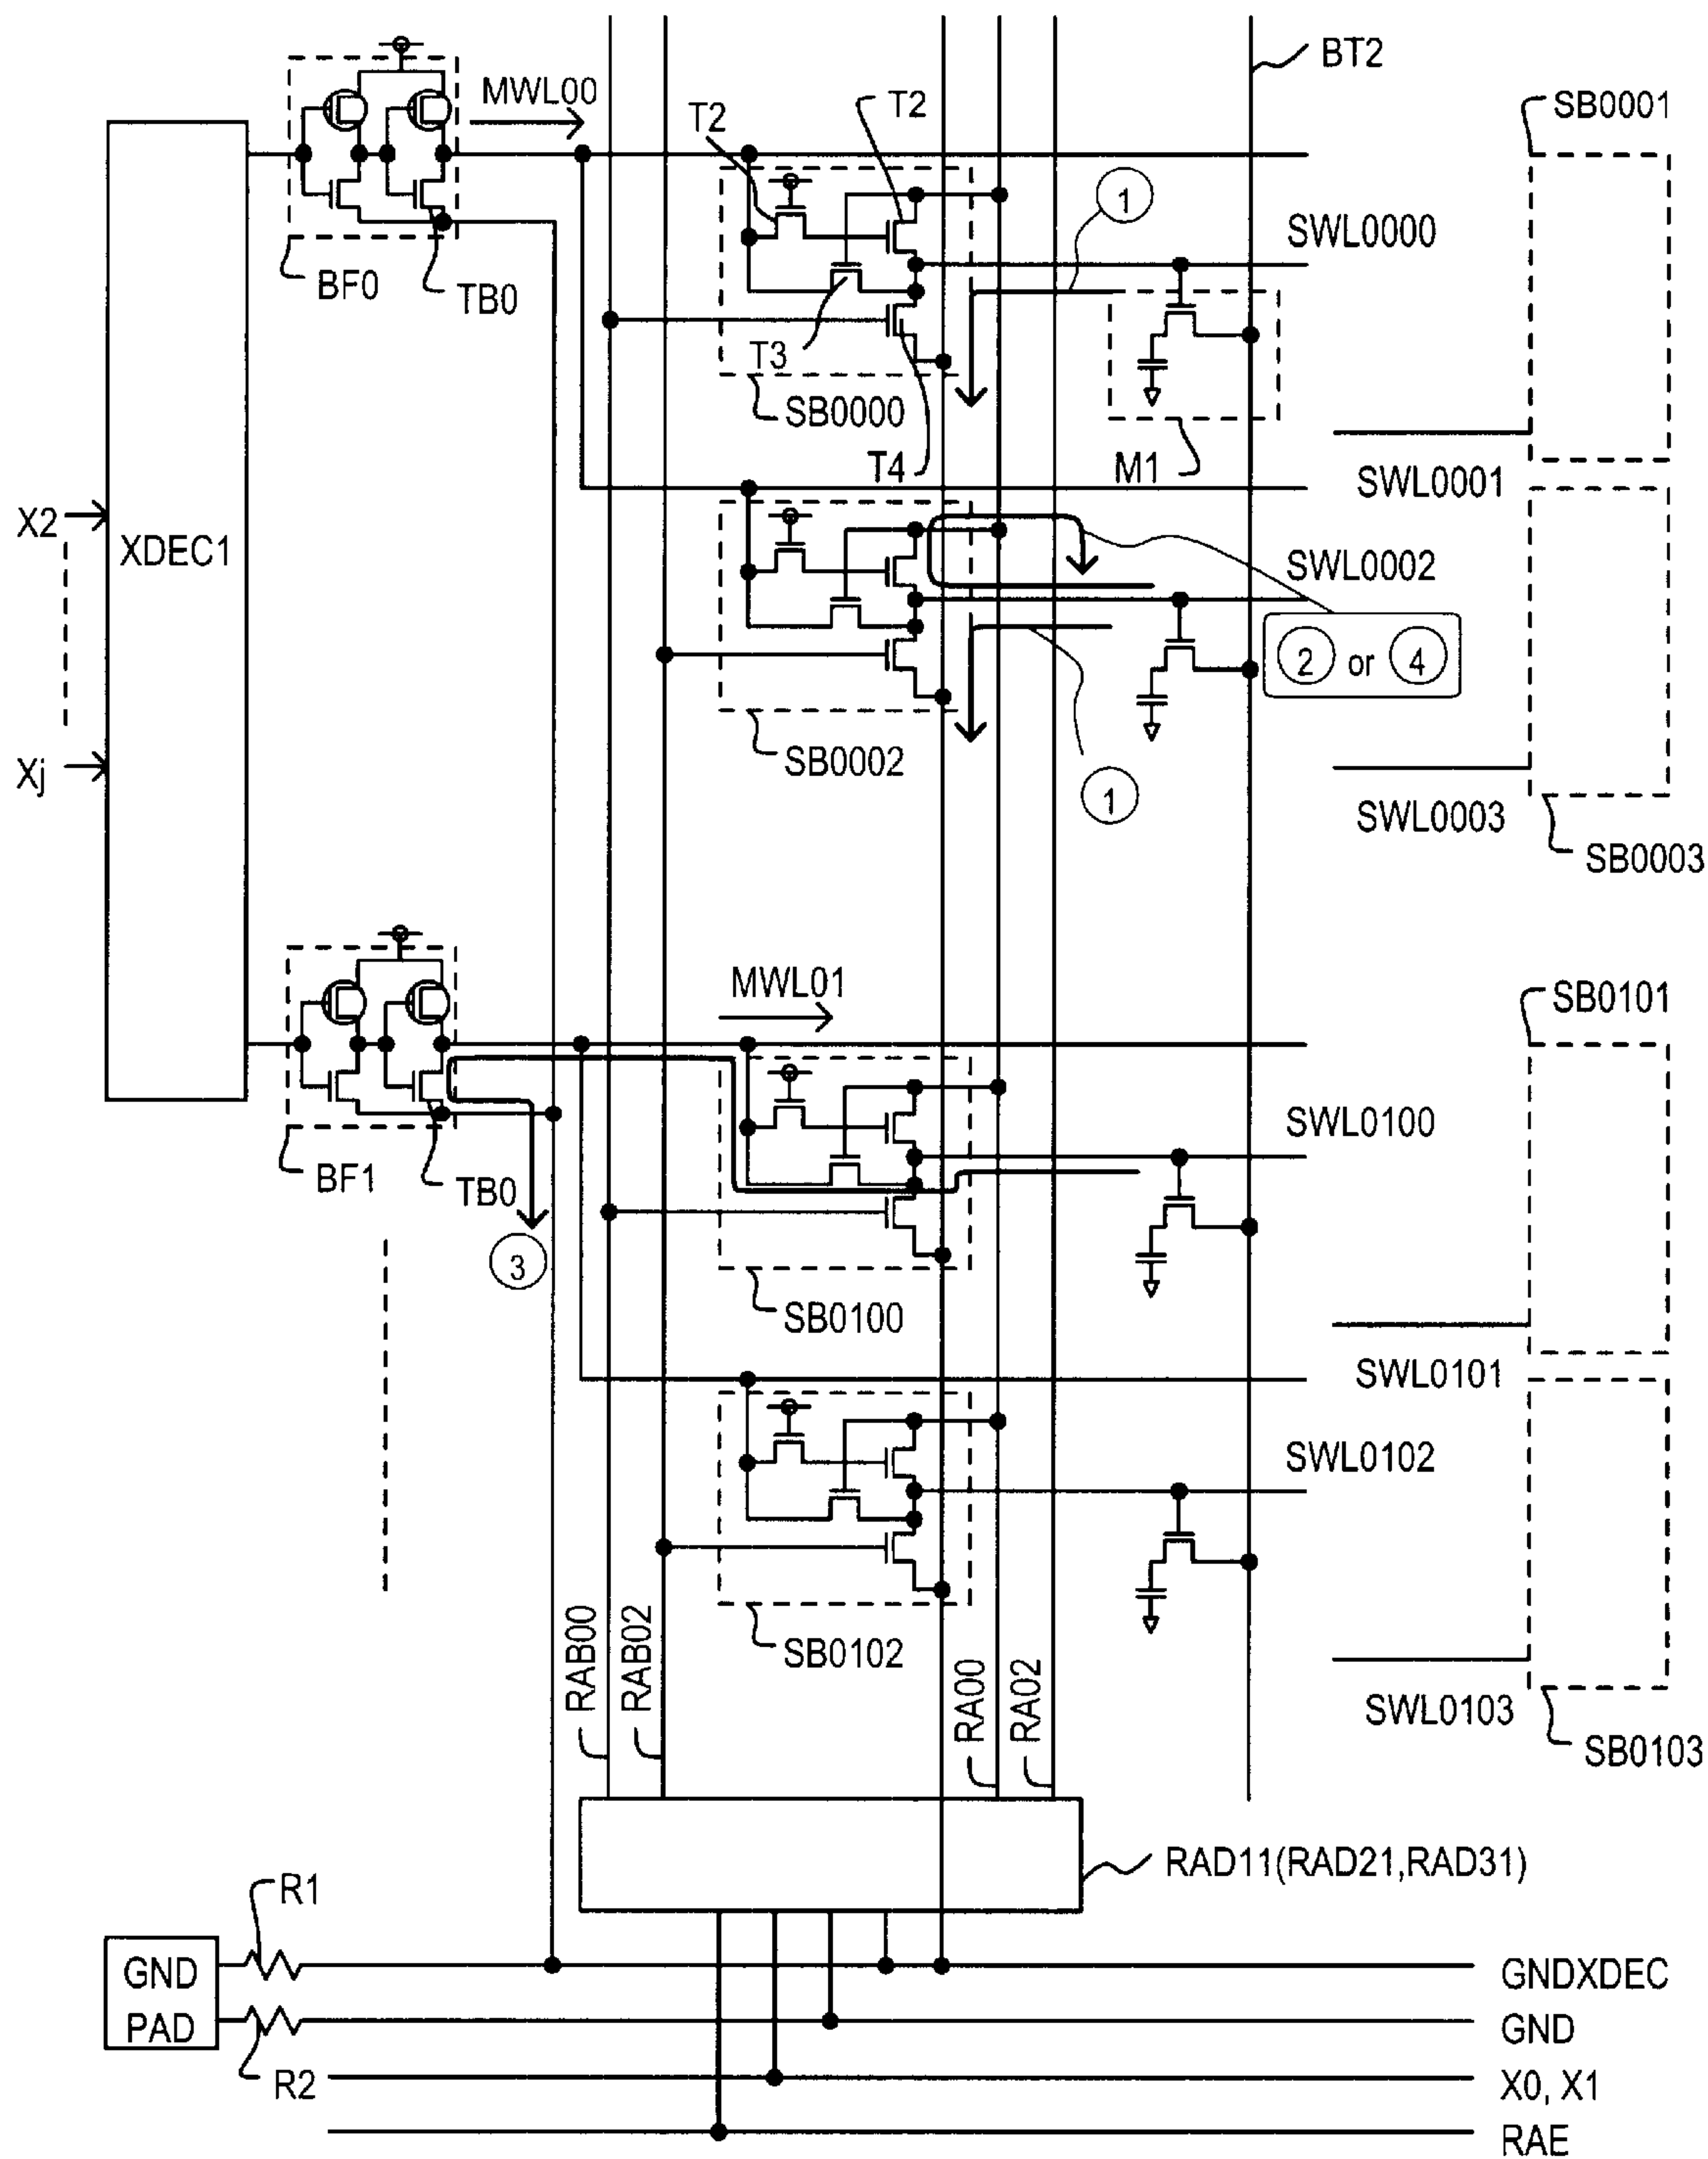 BT2
MWL00
T2
T2
SB0001
1
SWL0000
BF0
TB0
T3
SB0000
T4
M1
SWL0001
X2
XDEC1
SWL0002
2 or 4
Xj
SB0002
1
SWL0003
SB0003
MWL01
SB0101
SWL0100
BF1
TB0
3
SB0100
SWL0101
SWL0102
RAB00
RAB02
SB0102
RA00
RA02
SWL0103
SB0103
RAD11(RAD21,RAD31)
R1
GND
PAD
GNDXDEC
GND
R2
X0, X1
RAE